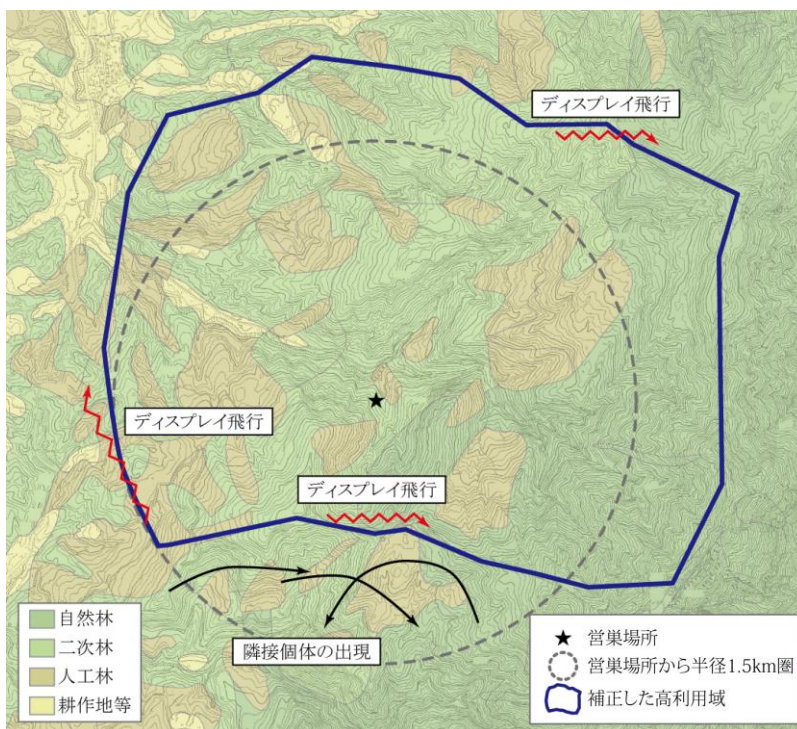 ディスプレイ飛行
ディスプレイ飛行
ディスプレイ飛行
隣接個体の出現
自然林
二次林
人工林
耕作地等
営巣場所
営巣場所から半径1.5km圏
補正した高利用域